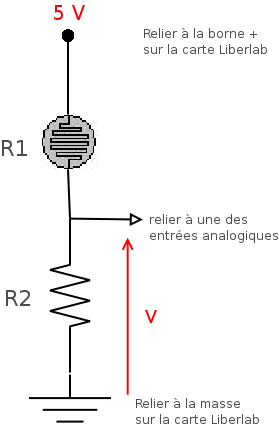 5 V
Relier à la borne +
sur la carte Liberlab
R1
relier à une des
entrées analogiques
R2
V
Relier à la masse
sur la carte Liberlab